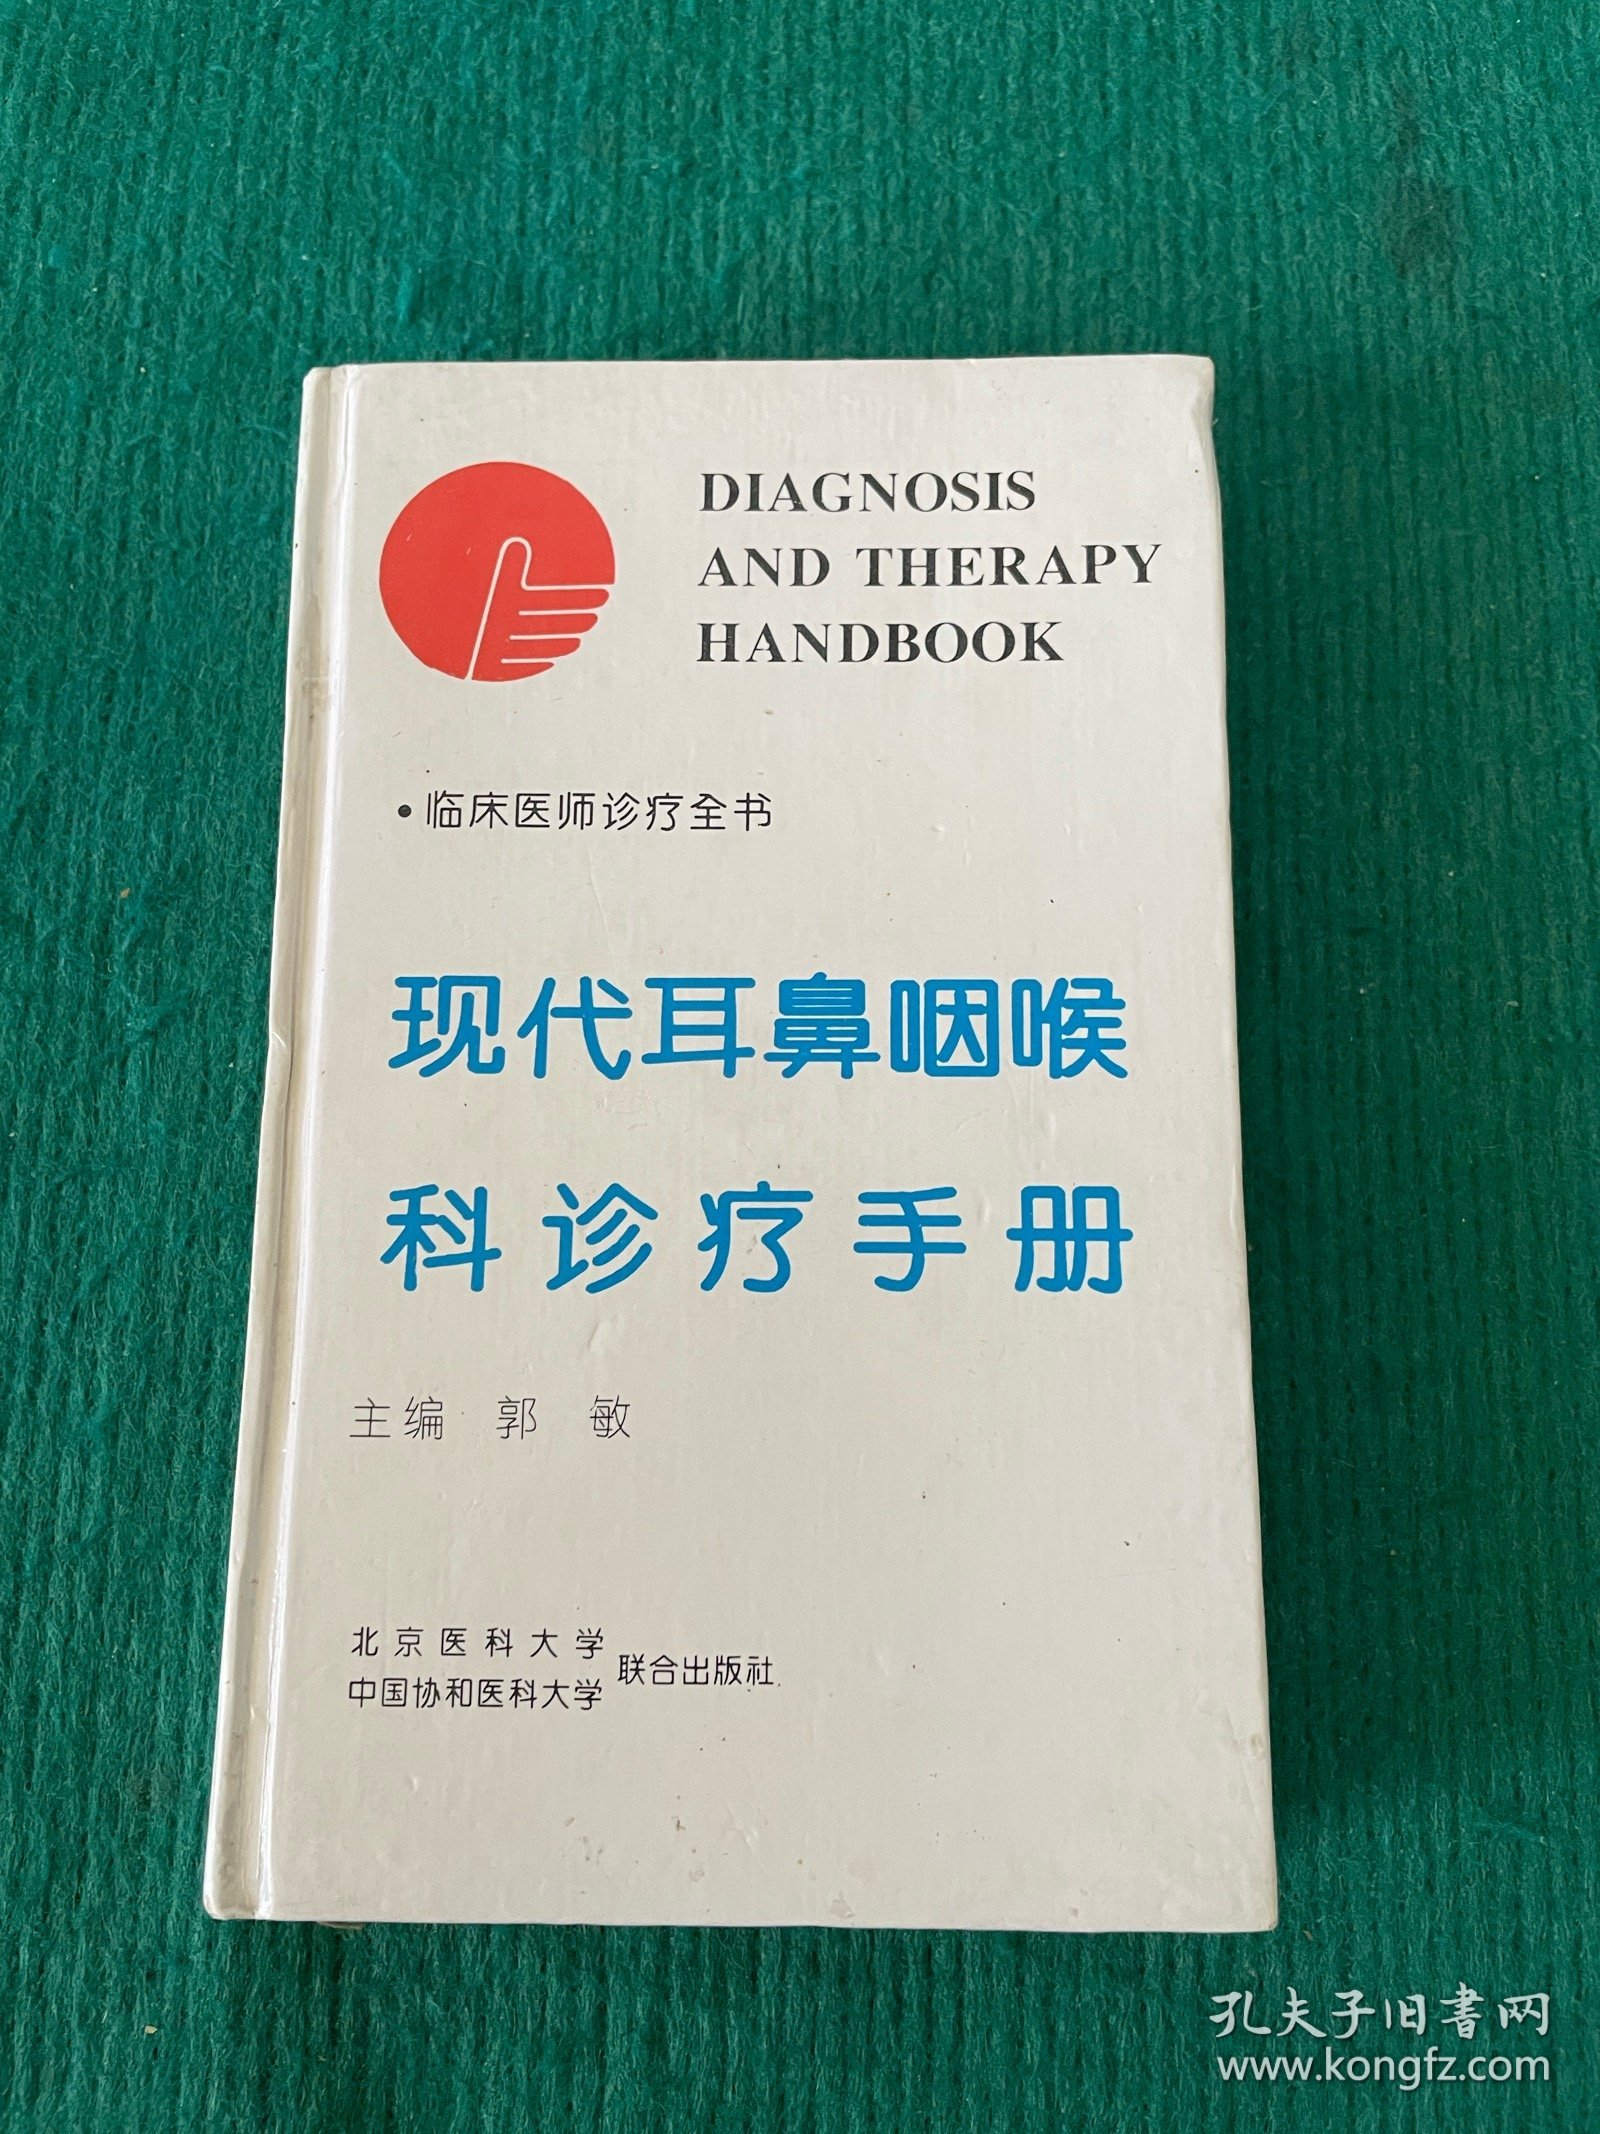 DIAGNOSIS
AND THERAPY
HANDBOOK
•临床医师诊疗全书
现代耳鼻咽喉
科诊疗手册
主编 郭 敏
北京医科大学
中国协和医科大学
联合出版社
孔夫子旧书网
www.kongfz.com